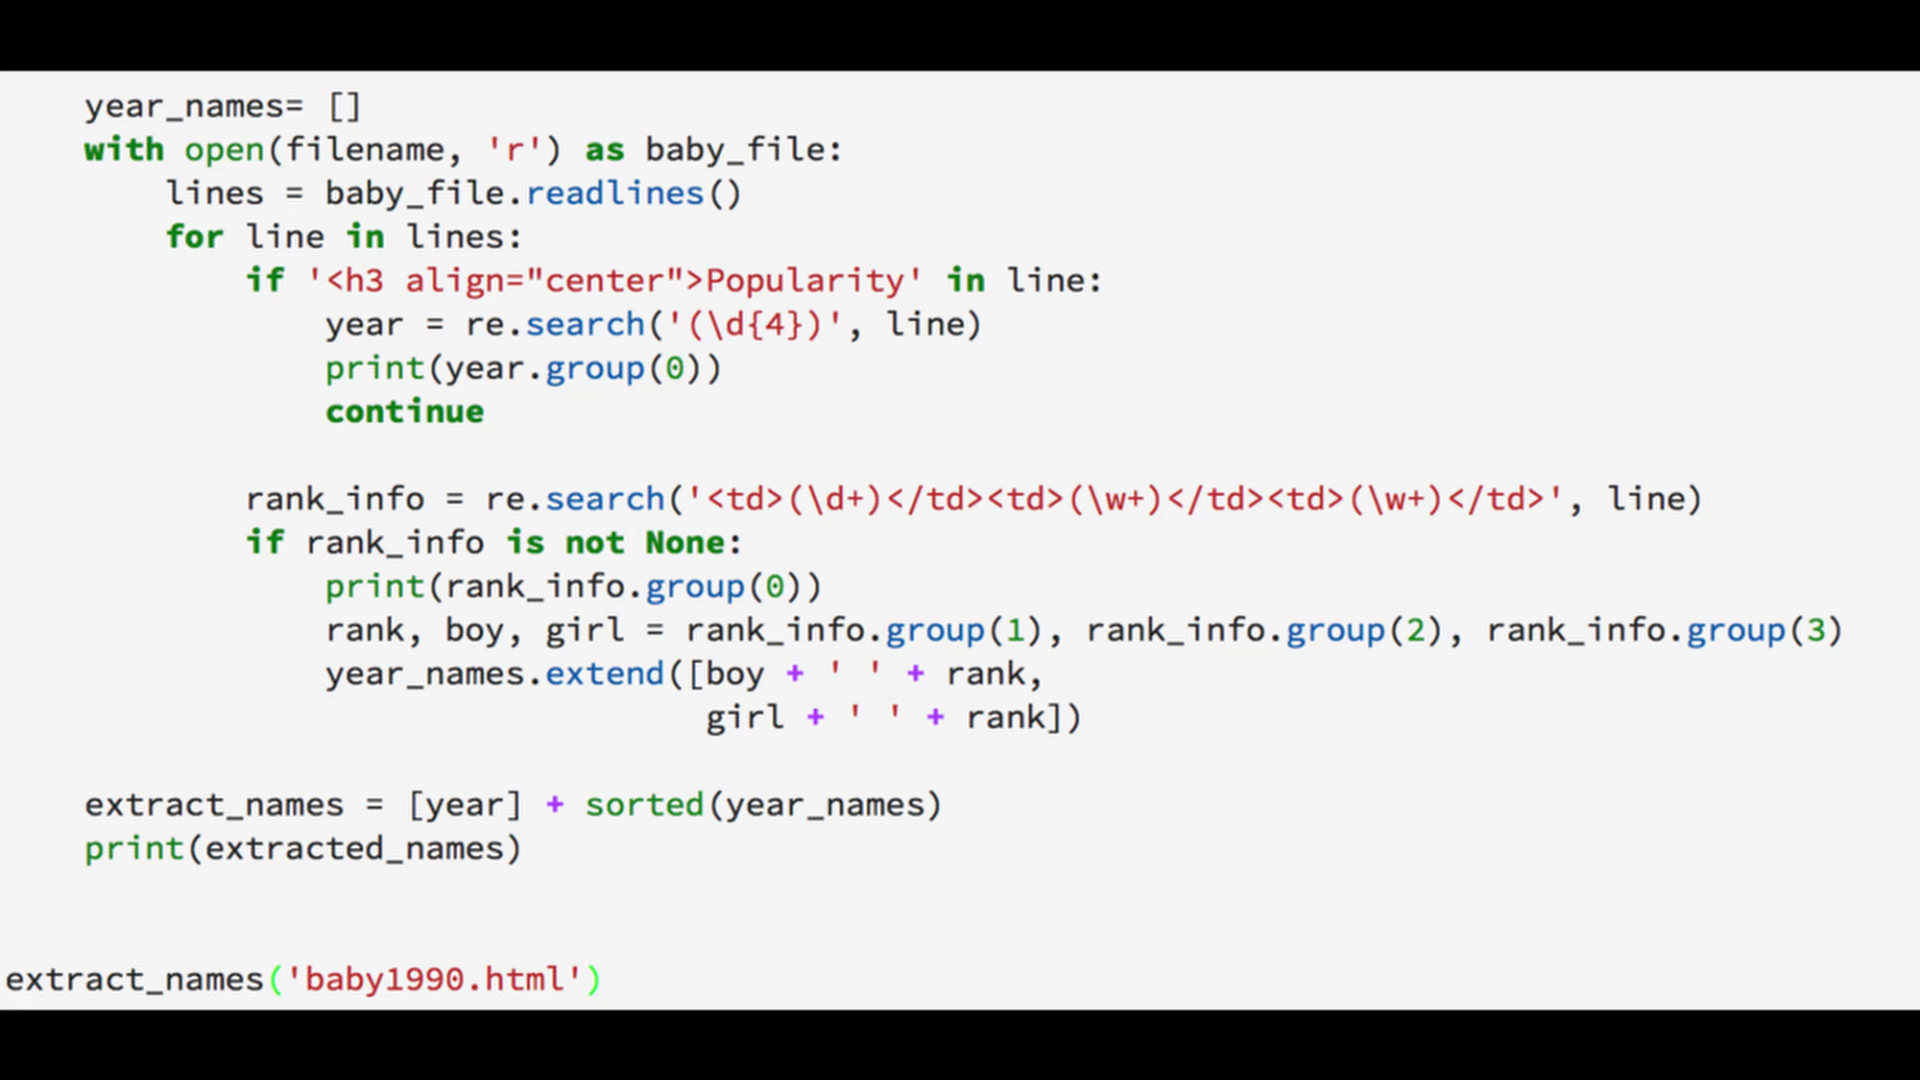 year_names= []
with open(filename, 'r') as baby_file:
lines = baby_file.readlines()
for line in lines:
if '<h3 align="center">Popularity' in line:
year = re.search('(\d{4})', line)
print(year.group(0))
continue
rank_info = re.search('<td>(\d+)</td><td>(\w+)</td><td>(\w+)</td>', line)
if rank_info is not None:
print(rank_info.group(0))
rank, boy, girl = rank_info.group(1), rank_info.group(2), rank_info.group(3)
year_names.extend([boy + ' ' + rank,
girl + ' ' + rank])
extract_names = [year] + sorted(year_names)
print(extracted_names)
extract_names('baby1990.html')